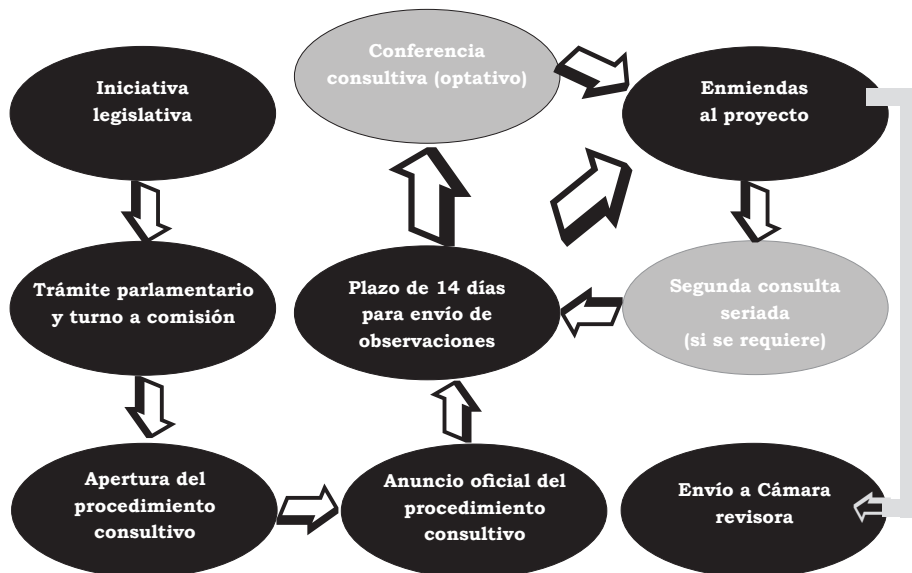 Iniciativa
legislativa
Trámite parlamentario
y turno a comisión
Apertura del
procedimiento
consultivo
Anuncio oficial del
procedimiento
consultivo
Plazo de 14 días
para envío de
observaciones
Conferencia
consultiva (optativo)
Enmiendas
al proyecto
Segunda consulta
seriada
(si se requiere)
Envío a Cámara
revisora